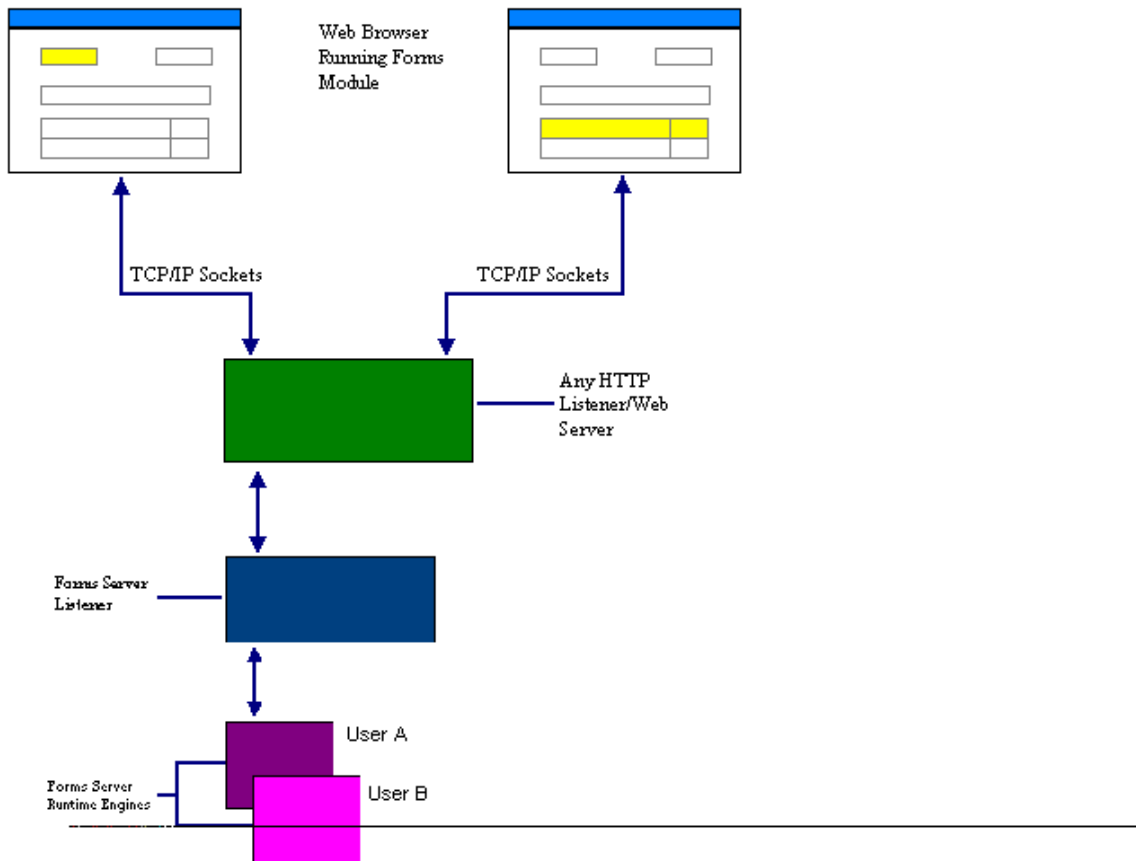 Web Browser
Running Forms
Module
TCP/IP Sockets
TCP/IP Sockets
Any HTTP
Listener/Web
Server
Forms Server
Listener
User A
Forms Server
Runtime Engines
User B